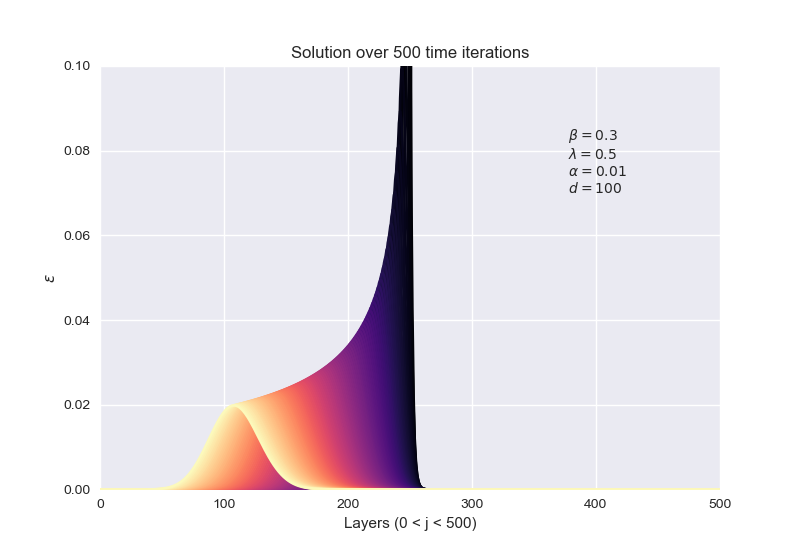 Solution over 500 time iterations
0.10
0.08
0.06
0.04
0.02
0.00
ε
β = 0.3
λ = 0.5
α = 0.01
d = 100
0 100 200 300 400 500
Layers (0 < j < 500)